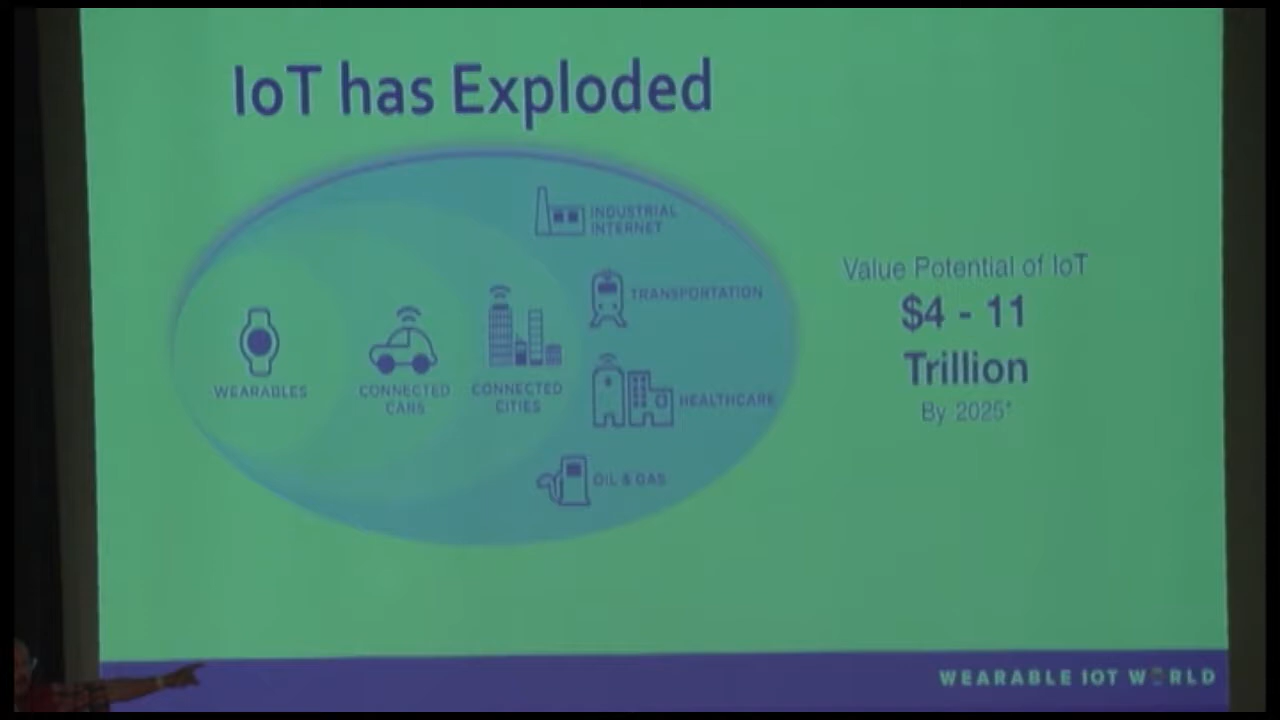 IoT has Exploded
INDUSTRIAL
INTERNET
TRANSPORTATION
WEARABLES
CONNECTED
CARS
CONNECTED
CITIES
HEALTHCARE
OIL & GAS
Value Potential of IoT
$4 - 11
Trillion
By 2025*
WEARABLE IOT WORLD